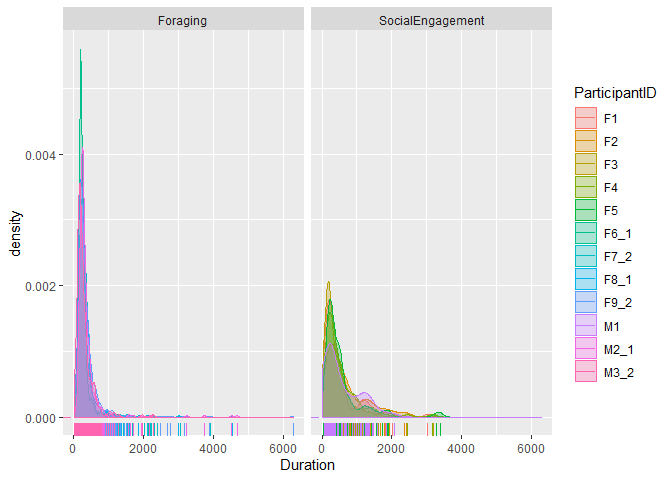 Foraging
SocialEngagement
density
0.004
0.002
0.000
0
2000
4000
6000
0
2000
4000
6000
Duration
ParticipantID
F1
F2
F3
F4
F5
F6_1
F7_2
F8_1
F9_2
M1
M2_1
M3_2